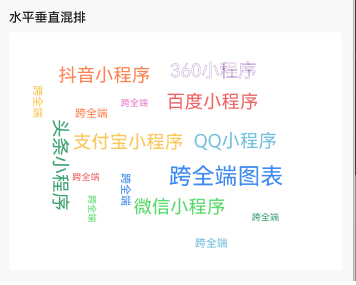 水平垂直混排
抖音小程序
360小程序
跨全端
跨全端
跨全端
百度小程序
头条小程序
支付宝小程序
QQ小程序
跨全端
跨全端
跨全端图表
跨全端
微信小程序
跨全端
跨全端